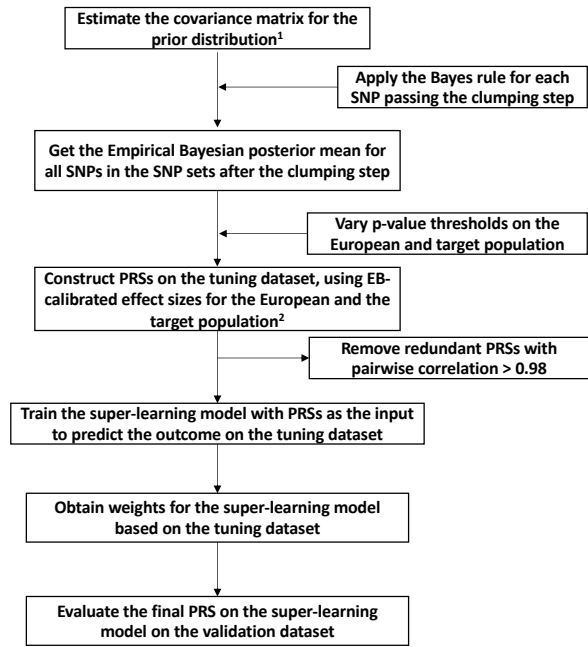 Estimate the covariance matrix for the
prior distribution¹
Apply the Bayes rule for each
SNP passing the clumping step
Get the Empirical Bayesian posterior mean for
all SNPs in the SNP sets after the clumping step
Vary p-value thresholds on the
European and target population
Construct PRSs on the tuning dataset, using EB-
calibrated effect sizes for the European and the
target population²
Remove redundant PRSs with
pairwise correlation > 0.98
Train the super-learning model with PRSs as the input
to predict the outcome on the tuning dataset
Obtain weights for the super-learning model
based on the tuning dataset
Evaluate the final PRS on the super-learning
model on the validation dataset